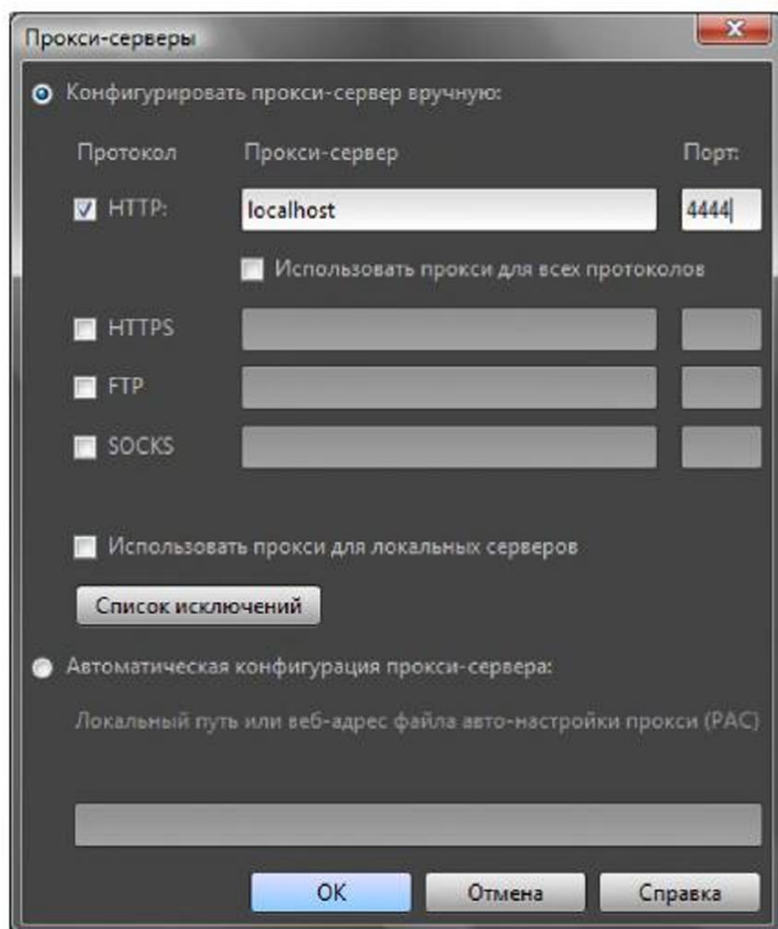 Прокси-серверы
Конфигурировать прокси-сервер вручную:
Протокол Прокси-сервер Порт:
HTTP: localhost 4444
Использовать прокси для всех протоколов
HTTPS
FTP
SOCKS
Использовать прокси для локальных серверов
Список исключений
Автоматическая конфигурация прокси-сервера:
Локальный путь или веб-адрес файла авто-настройки прокси (PAC)
OK Отмена Справка